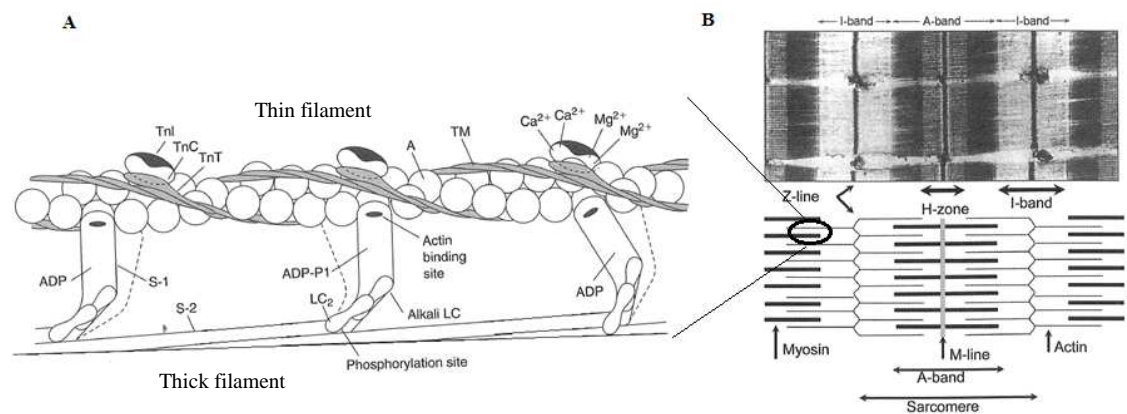 A
Thin filament
TnI
TnC
TnT
A
TM
Ca2+
Ca2+
Mg2+
Mg2+
ADP
S-1
S-2
ADP-P1
LC2
Actin
binding
site
Alkali LC
ADP
Phosphorylation site
Thick filament
B
I-band
A-band
I-band
Z-line
H-zone
I-band
Myosin
M-line
Actin
A-band
Sarcomere